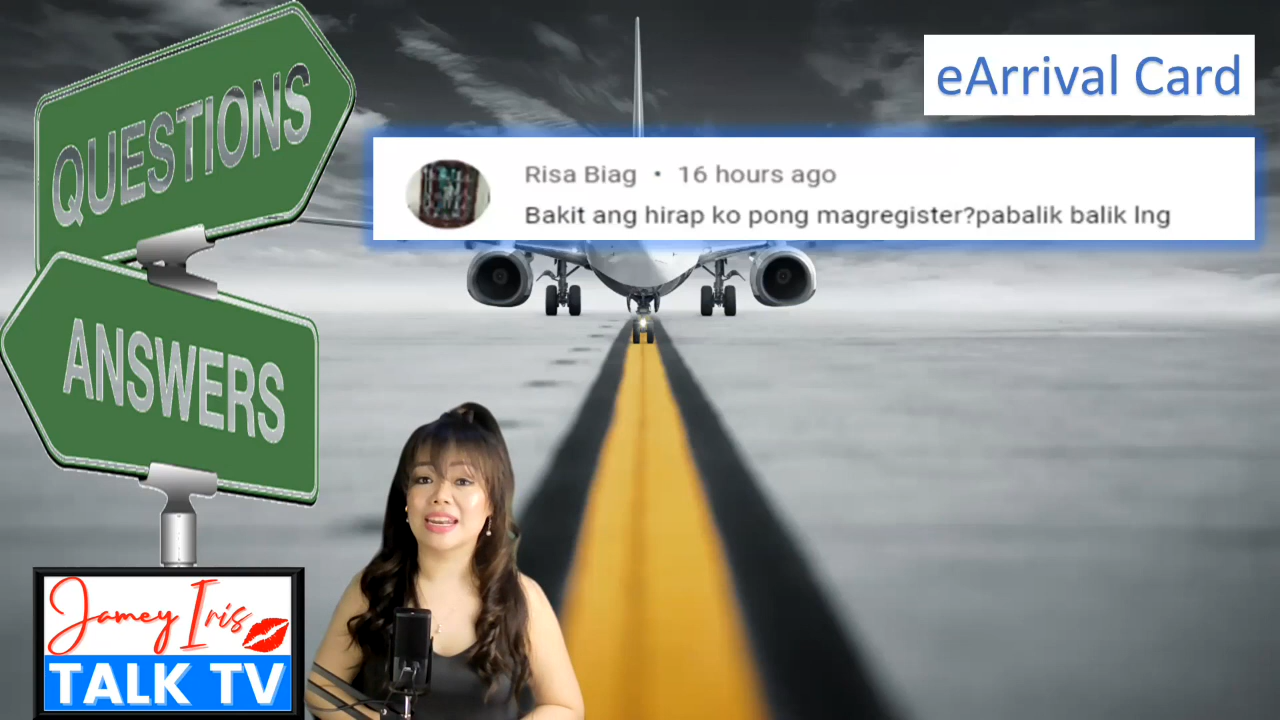 QUESTIONS
ANSWERS
eArrival Card
Risa Biag • 16 hours ago
Bakit ang hirap ko pong magregister?pabalik balik lng
Jamey Iris
TALK TV